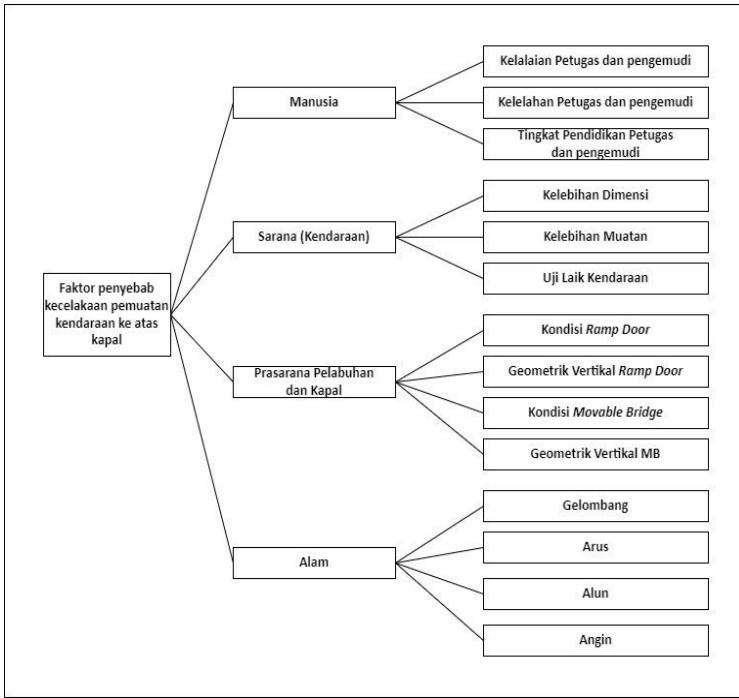 Faktor penyebab
kecelakaan pemuatan
kendaraan ke atas
kapal
Manusia
Kelalaian Petugas dan pengemudi
Kelelahan Petugas dan pengemudi
Tingkat Pendidikan Petugas
dan pengemudi
Sarana (Kendaraan)
Kelebihan Dimensi
Kelebihan Muatan
Uji Laik Kendaraan
Prasarana Pelabuhan
dan Kapal
Kondisi Ramp Door
Geometrik Vertikal Ramp Door
Kondisi Movable Bridge
Geometrik Vertikal MB
Alam
Gelombang
Arus
Alun
Angin